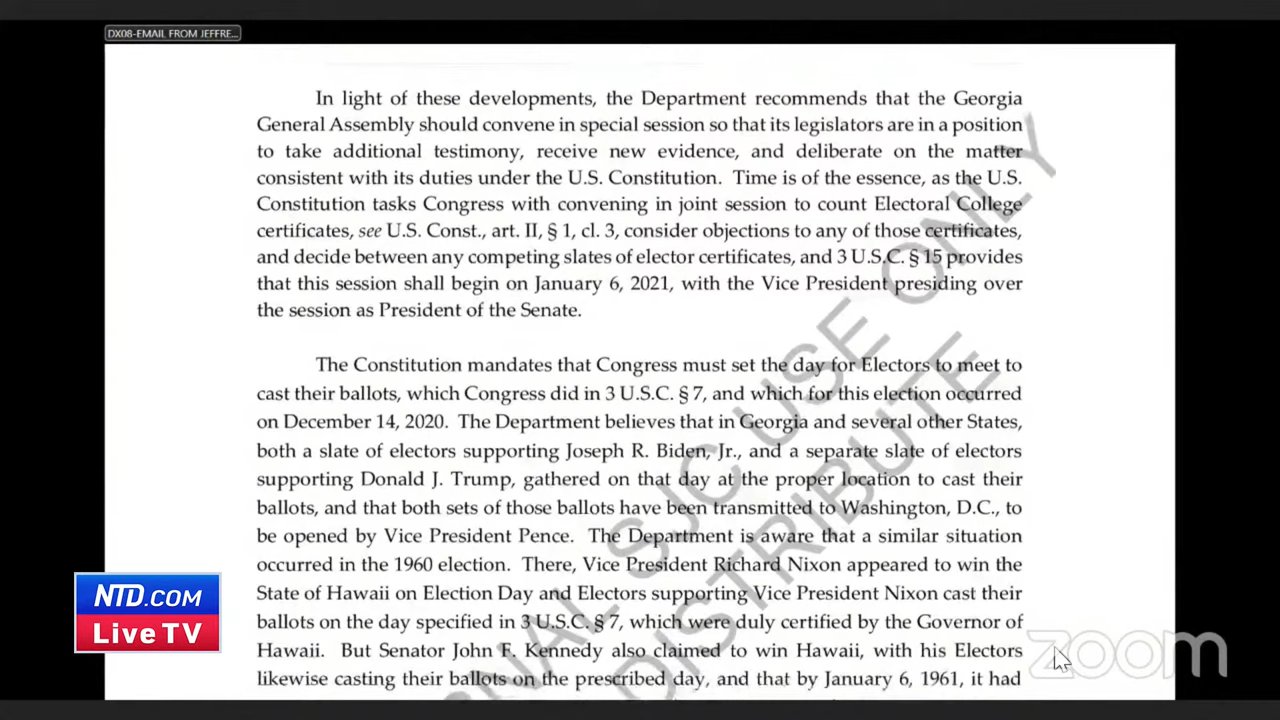 DX08-EMAIL FROM JEFFRE...
In light of these developments, the Department recommends that the Georgia
General Assembly should convene in special session so that its legislators are in a position
to take additional testimony, receive new evidence, and deliberate on the matter
consistent with its duties under the U.S. Constitution. Time is of the essence, as the U.S.
Constitution tasks Congress with convening in joint session to count Electoral College
certificates, see U.S. Const., art. II, § 1, cl. 3, consider objections to any of those certificates,
and decide between any competing slates of elector certificates, and 3 U.S.C. § 15 provides
that this session shall begin on January 6, 2021, with the Vice President presiding over
the session as President of the Senate.
The Constitution mandates that Congress must set the day for Electors to meet to
cast their ballots, which Congress did in 3 U.S.C. § 7, and which for this election occurred
on December 14, 2020. The Department believes that in Georgia and several other States,
both a slate of electors supporting Joseph R. Biden, Jr., and a separate slate of electors
supporting Donald J. Trump, gathered on that day at the proper location to cast their
ballots, and that both sets of those ballots have been transmitted to Washington, D.C., to
be opened by Vice President Pence. The Department is aware that a similar situation
occurred in the 1960 election. There, Vice President Richard Nixon appeared to win the
State of Hawaii on Election Day and Electors supporting Vice President Nixon cast their
ballots on the day specified in 3 U.S.C. § 7, which were duly certified by the Governor of
Hawaii. But Senator John F. Kennedy also claimed to win Hawaii, with his Electors
likewise casting their ballots on the prescribed day, and that by January 6, 1961, it had
RNAL SJC USE ONLY
DISTRIBUTE
NTD.COM
Live TV
zoom